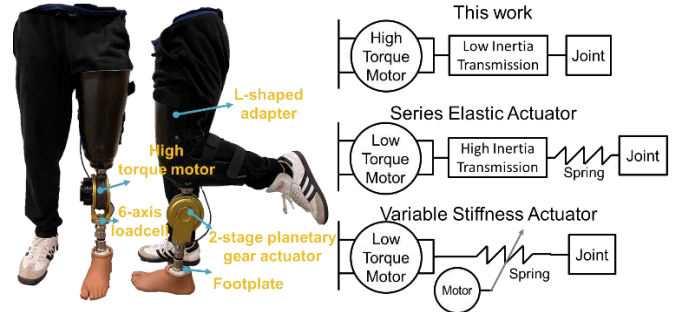 L-shaped
adapter
High
torque motor
6-axis
loadcell
2-stage planetary
gear actuator
Footplate
This work
High
Torque
Motor
Low Inertia
Transmission
Joint
Series Elastic Actuator
Low
Torque
Motor
High Inertia
Transmission
Spring
Joint
Variable Stiffness Actuator
Low
Torque
Motor
Motor
Spring
Joint